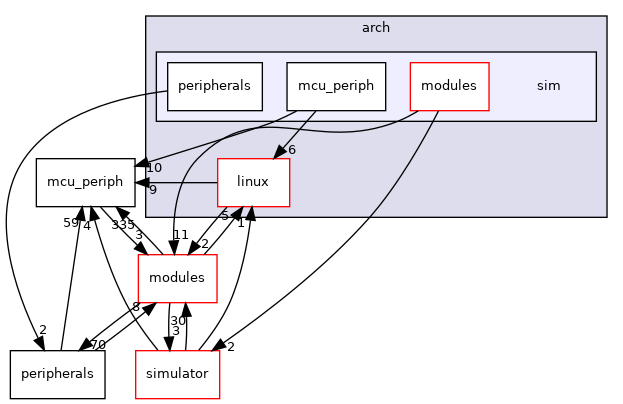 arch
peripherals
mcu_periph
modules
sim
6
10
mcu_periph
linux
9
59
4
335
3
11
5
2
1
modules
8
30
3
2
70
2
peripherals
simulator